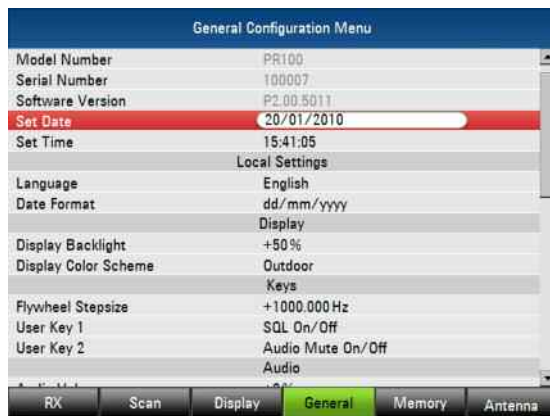 General Configuration Menu
Model Number PR100
Serial Number 100007
Software Version P2.00.5011
Set Date 20/01/2010
Set Time 15:41:05
Local Settings
Language English
Date Format dd/mm/yyyy
Display
Display Backlight +50%
Display Color Scheme Outdoor
Keys
Flywheel Stepsize +1000.000 Hz
User Key 1 SQL On/Off
User Key 2 Audio Mute On/Off
Audio
RX Scan Display General Memory Antenna